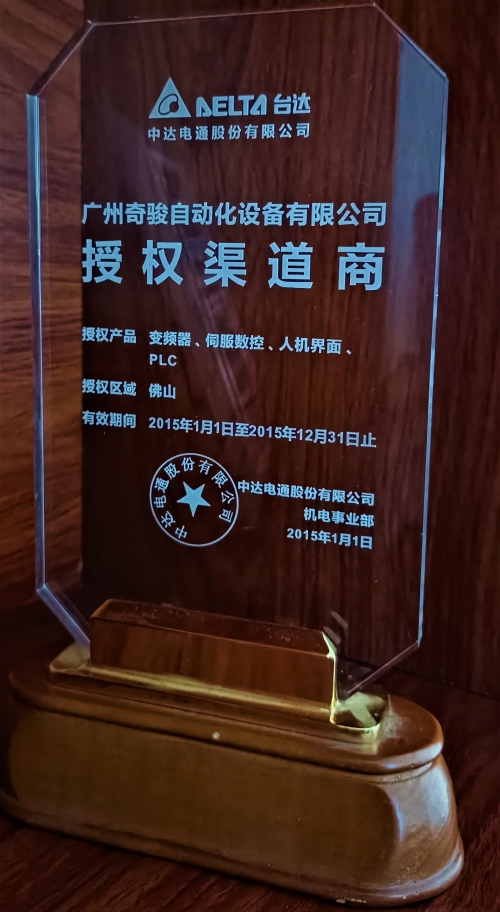 DELTA 台达
中达电通股份有限公司
广州奇骏自动化设备有限公司
授权渠道商
授权产品 变频器、伺服数控、人机界面、
PLC
授权区域 佛山
有效期间 2015年1月1日至2015年12月31日止
中达电通股份有限公司
中达电通股份有限公司
机电事业部
2015年1月1日